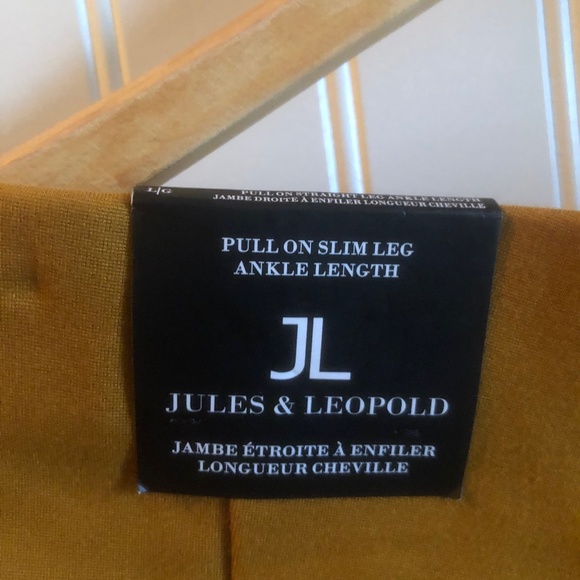 L|G
PULL ON STRAIGHT LEG ANKLE LENGTH
JAMBE DROITE À ENFILER LONGUEUR CHEVILLE
PULL ON SLIM LEG
ANKLE LENGTH
JL
JULES & LEOPOLD
JAMBE ÉTROITE À ENFILER
LONGUEUR CHEVILLE